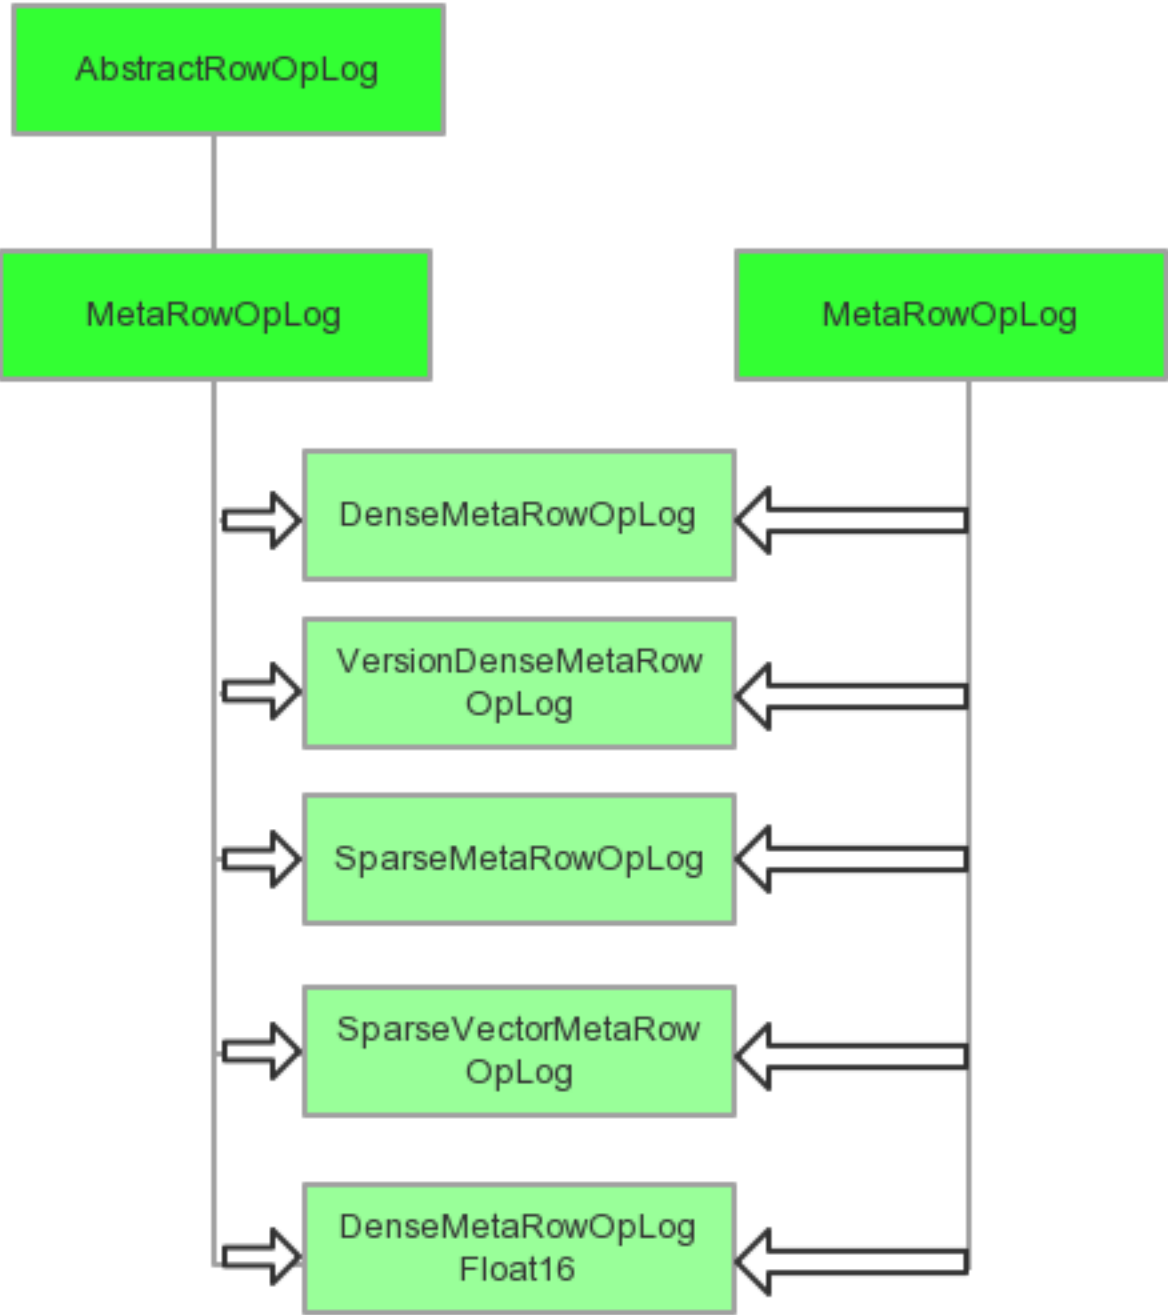 AbstractRowOpLog
MetaRowOpLog
MetaRowOpLog
DenseMetaRowOpLog
VersionDenseMetaRow
OpLog
SparseMetaRowOpLog
SparseVectorMetaRow
OpLog
DenseMetaRowOpLog
Float16